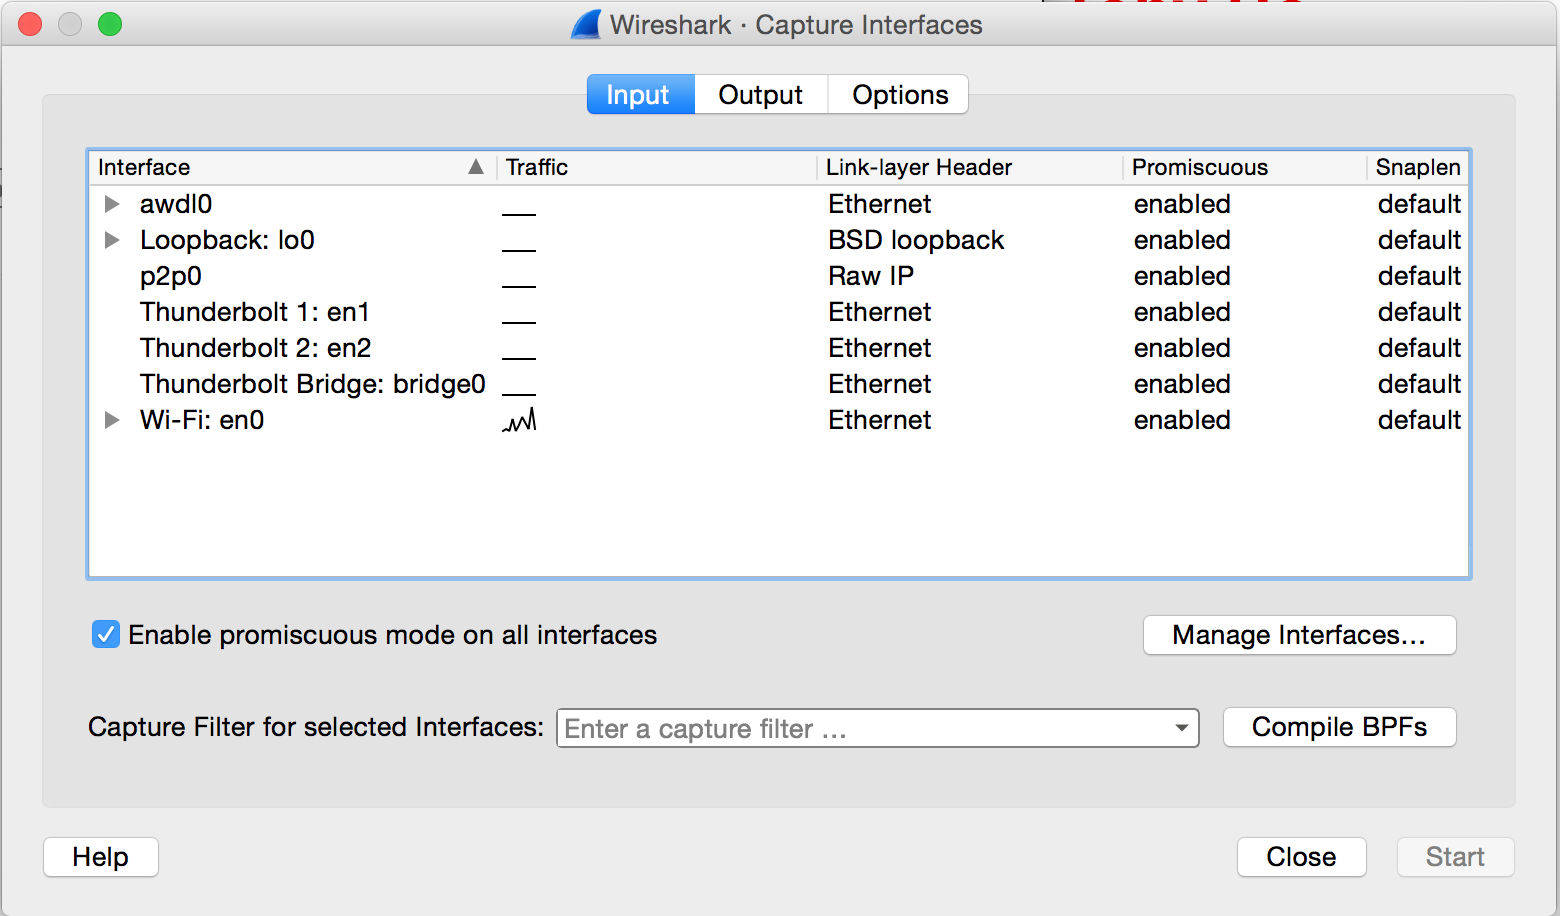 Wireshark · Capture Interfaces
Input Output Options
Interface Traffic Link-layer Header Promiscuous Snaplen
awdl0 Ethernet enabled default
Loopback: lo0 BSD loopback enabled default
p2p0 Raw IP enabled default
Thunderbolt 1: en1 Ethernet enabled default
Thunderbolt 2: en2 Ethernet enabled default
Thunderbolt Bridge: bridge0 Ethernet enabled default
Wi-Fi: en0 Ethernet enabled default
Enable promiscuous mode on all interfaces Manage Interfaces...
Capture Filter for selected Interfaces: Enter a capture filter ... Compile BPFs
Help Close Start